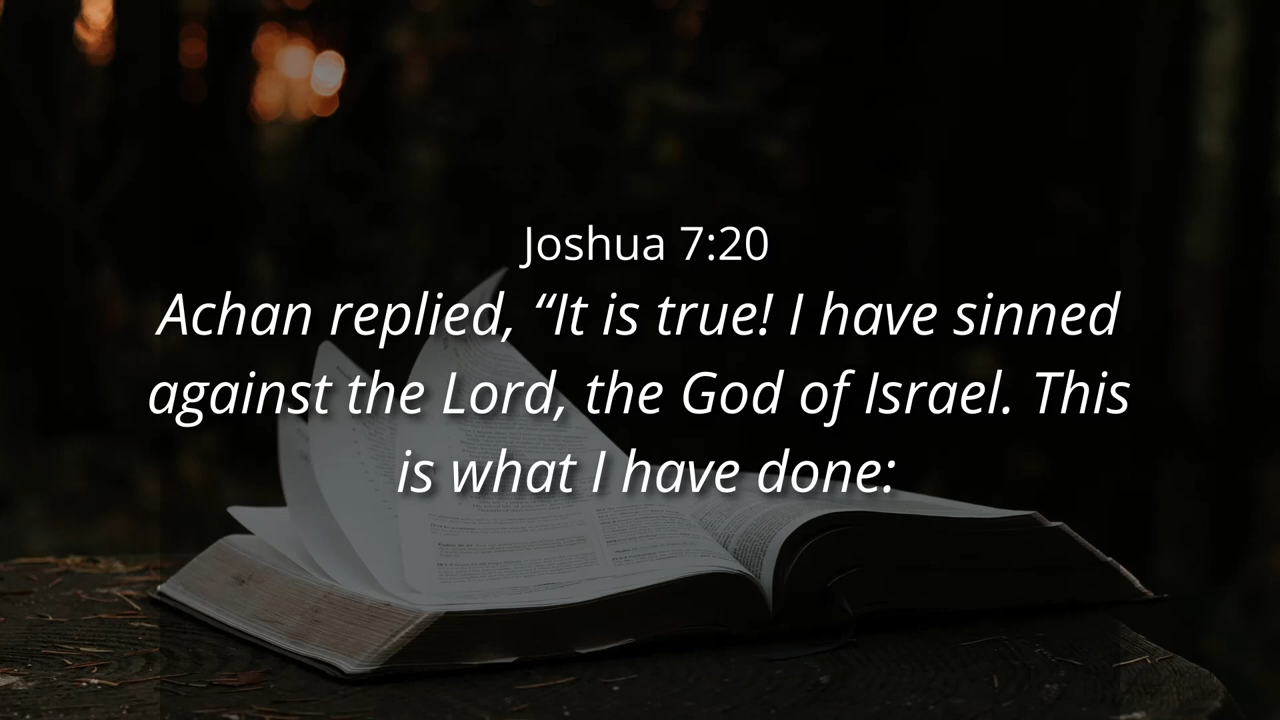 Joshua 7:20
Achan replied, “It is true! I have sinned
against the Lord, the God of Israel. This
is what I have done: